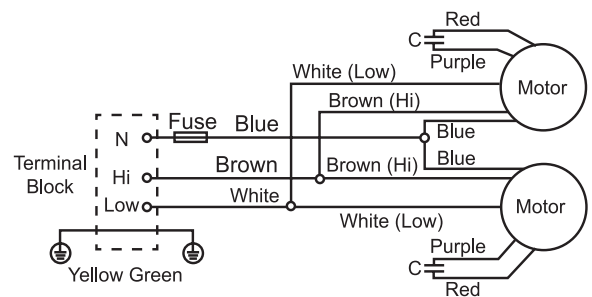 Red
C
Purple
White (Low)
Motor
Brown (Hi)
Fuse
Blue
N
Blue
Blue
Terminal
Block
Hi
Brown
Brown (Hi)
Low
White
White (Low)
Motor
Purple
C
Yellow Green
Red